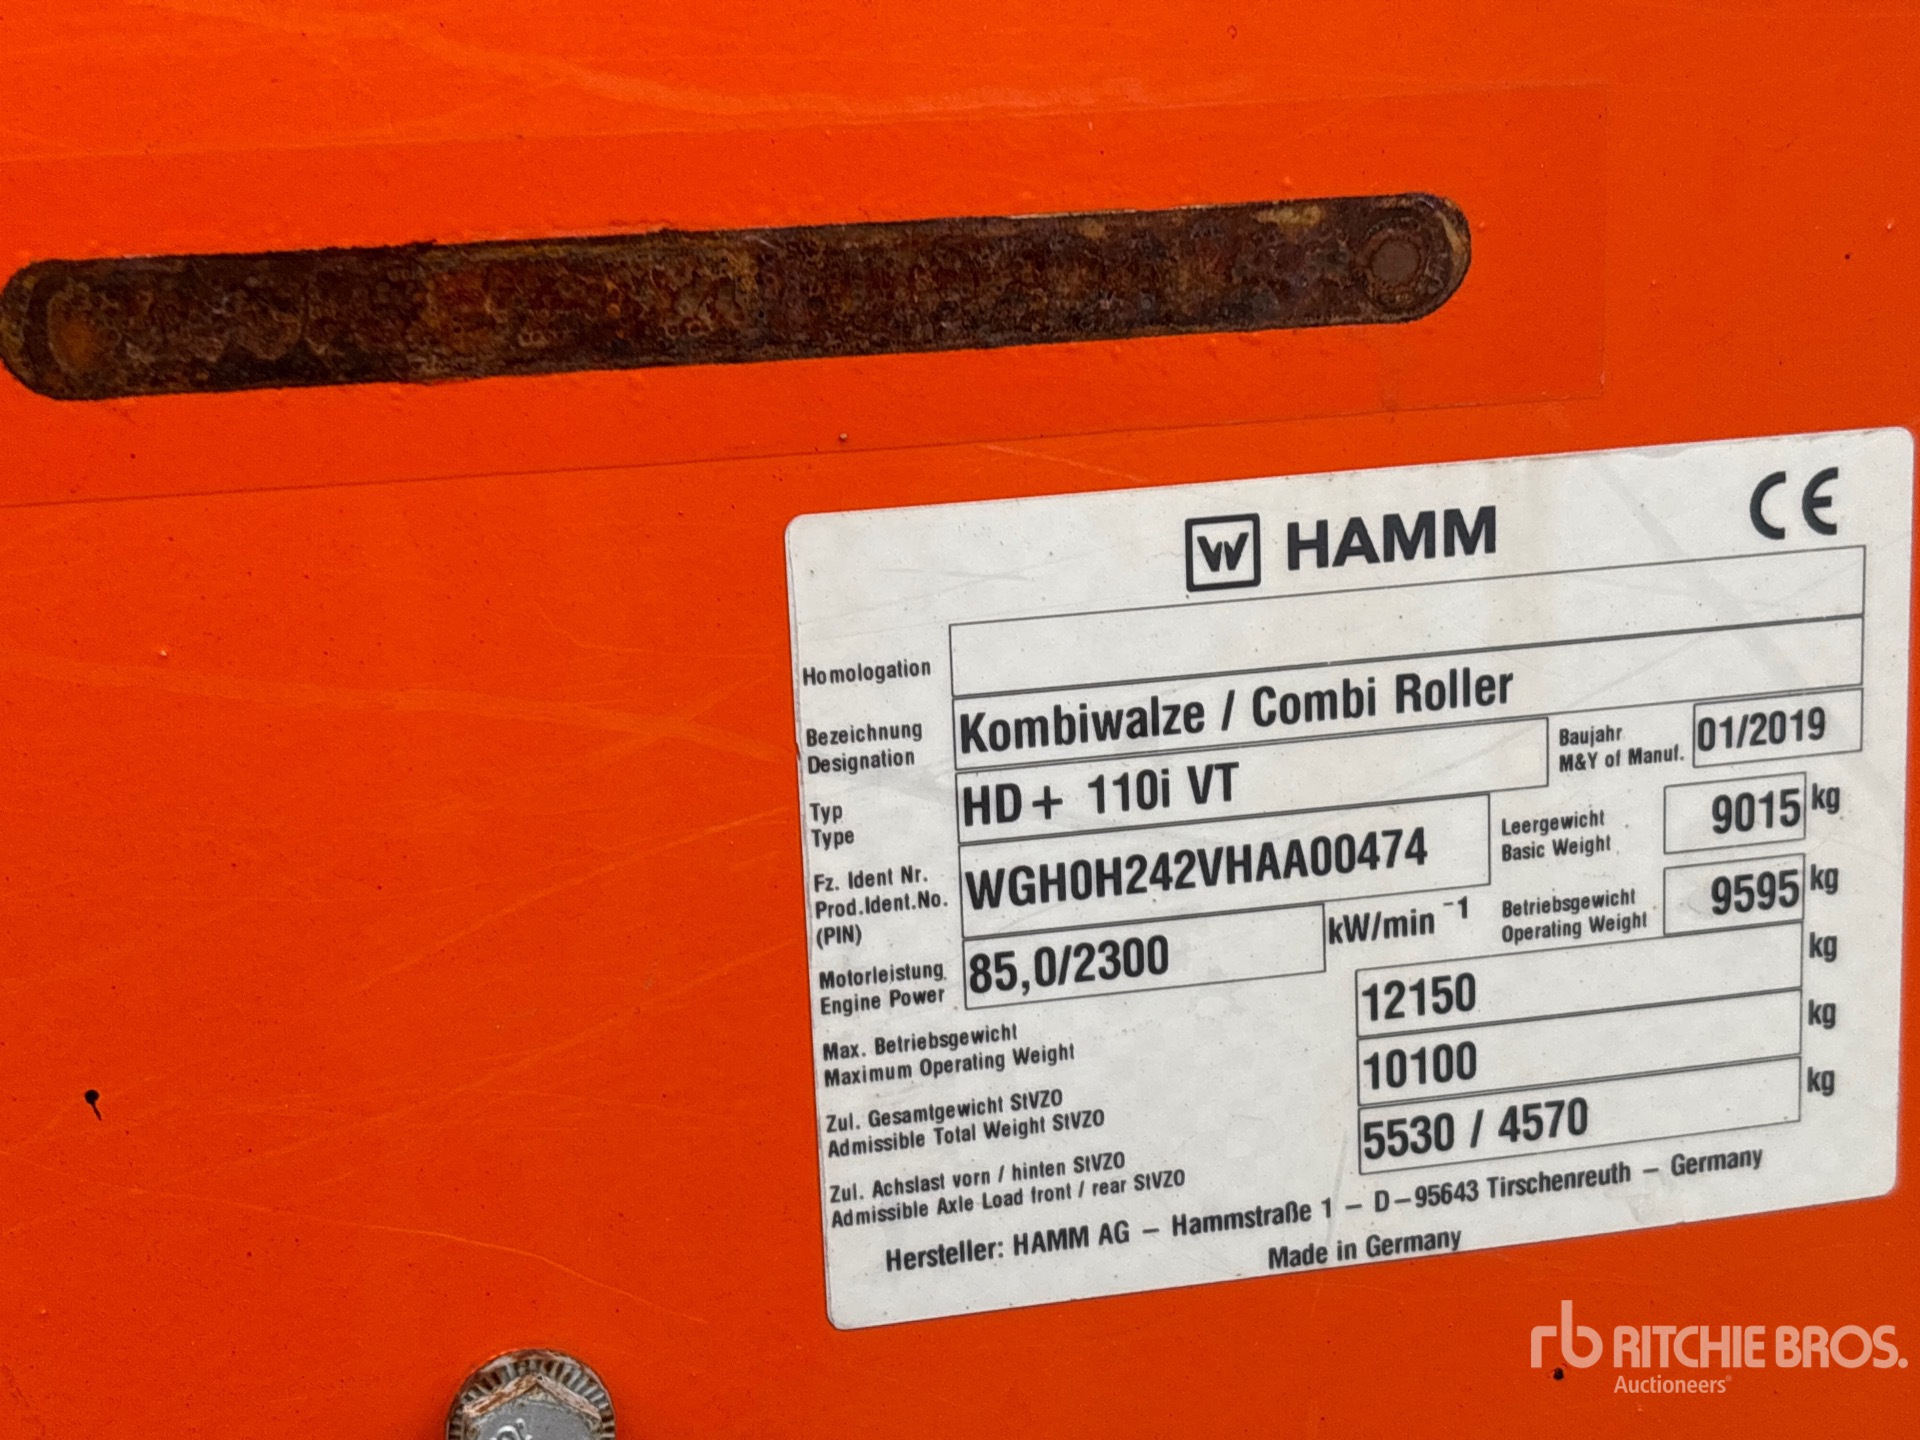 W HAMM CE
Homologation
Bezeichnung
Designation
Kombiwalze / Combi Roller
Typ
Type
HD+ 110i VT
Baujahr
M&Y of Manuf.
01/2019
Fz. Ident Nr.
Prod.Ident.No.
(PIN)
WGH0H242VHAA00474
Leergewicht
Basic Weight
9015 kg
Motorleistung
Engine Power
85,0/2300 kW/min -1
Betriebsgewicht
Operating Weight
9595 kg
Max. Betriebsgewicht
Maximum Operating Weight
12150 kg
Zul. Gesamtgewicht StVZO
Admissible Total Weight StVZO
10100 kg
Zul. Achslast vorn / hinten StVZO
Admissible Axle Load front / rear StVZO
5530 / 4570 kg
Hersteller: HAMM AG – Hammstraße 1 – D–95643 Tirschenreuth – Germany
Made in Germany
rb RITCHIE BROS.
Auctioneers